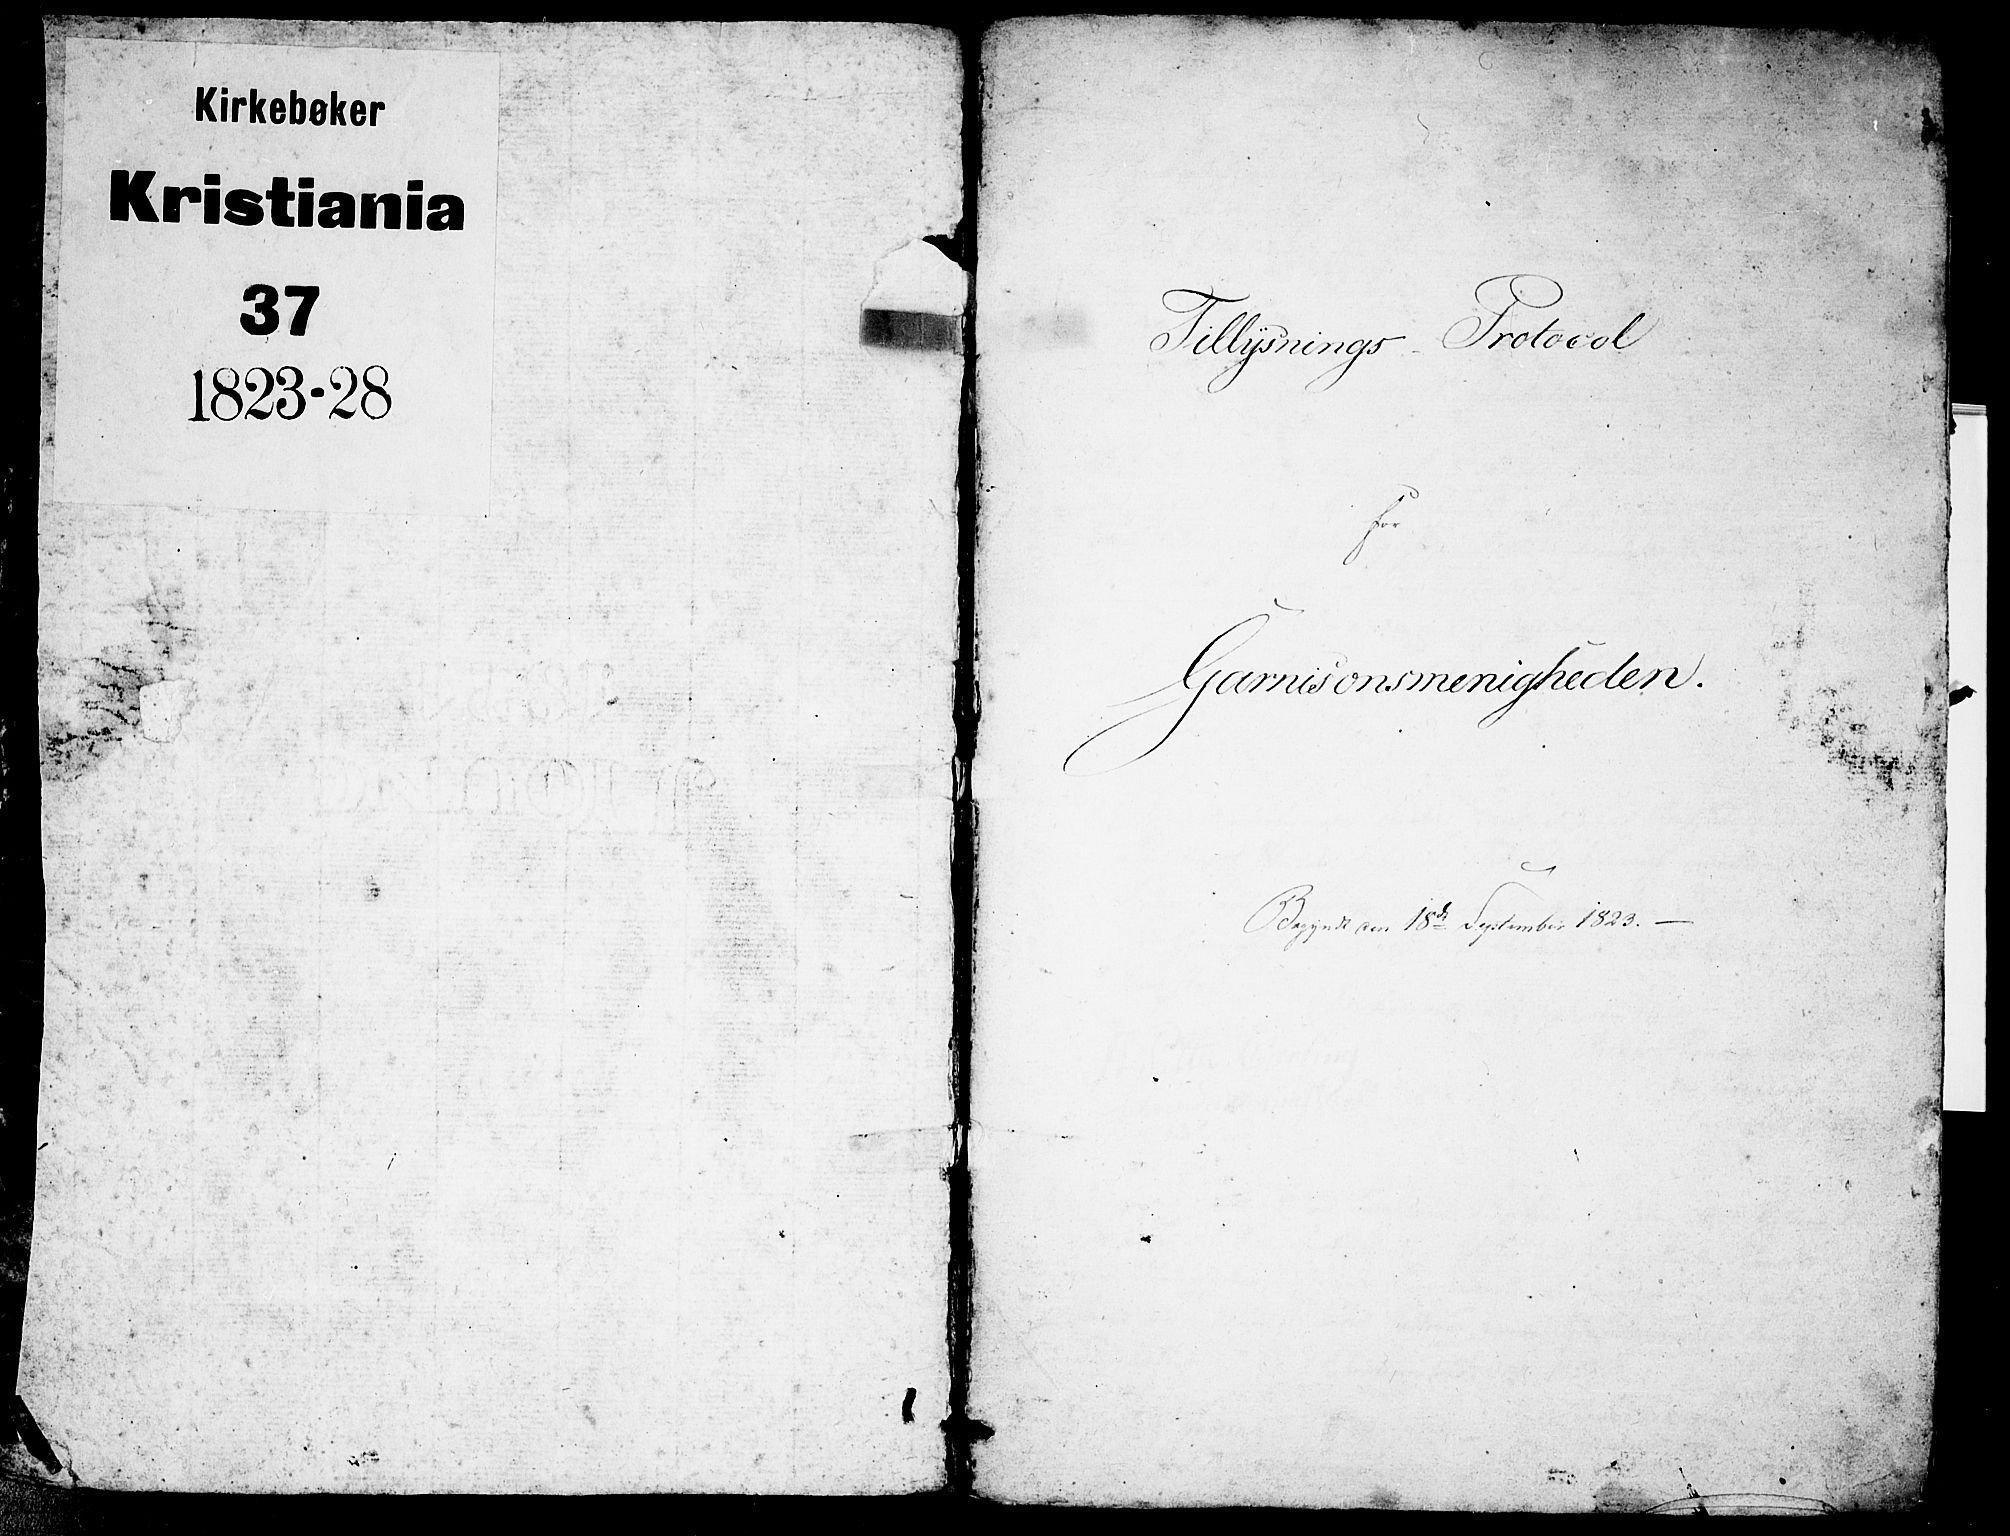 Kirkebøker
Kristiania
37
1823-28
Tillysnings-Protocol
for
Garnisonsmenigheden.
Begyndt den 18de September 1823. —